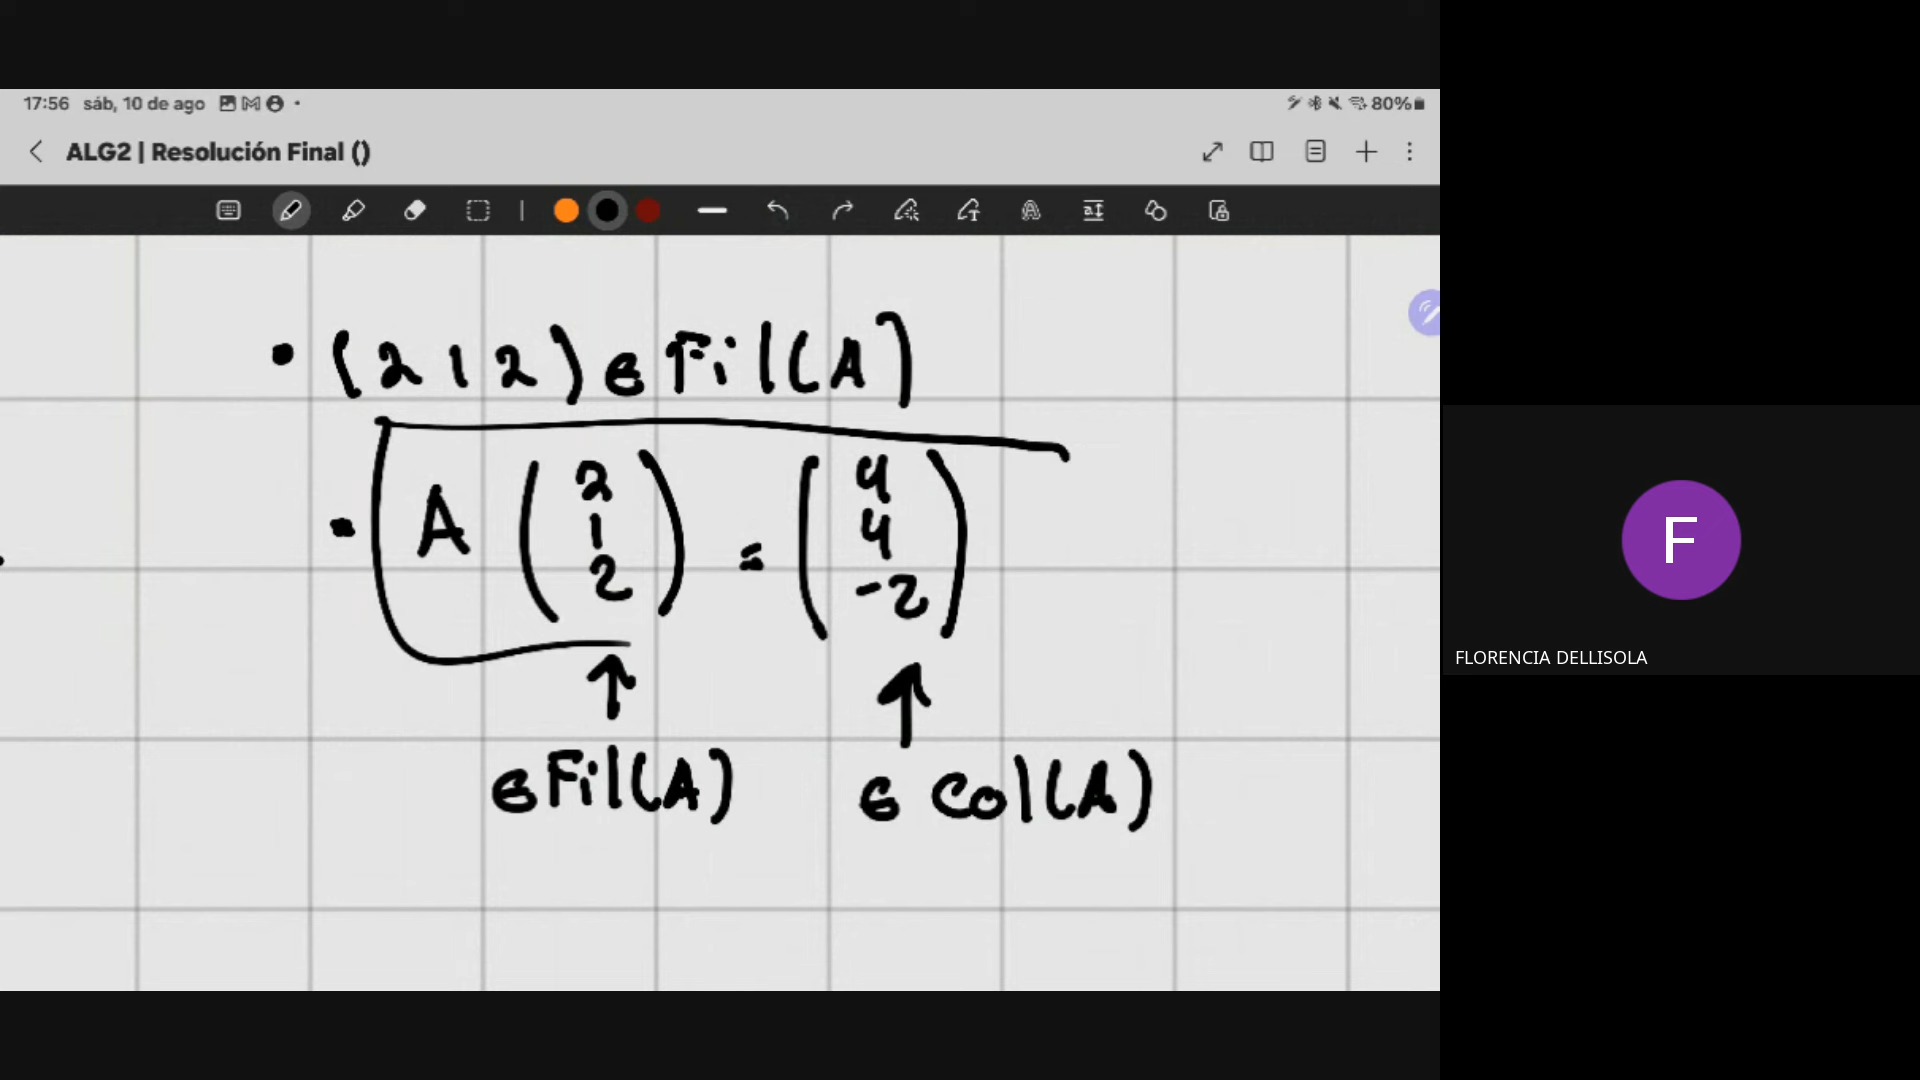 17:56 sáb, 10 de ago
80%
ALG2 | Resolución Final ()
• (2 1 2) ∈ Fil(A)
• A (2 1 2) = (4 4 -2)
↑ ↑
∈ Fil(A) ∈ Col(A)
F
FLORENCIA DELLISOLA